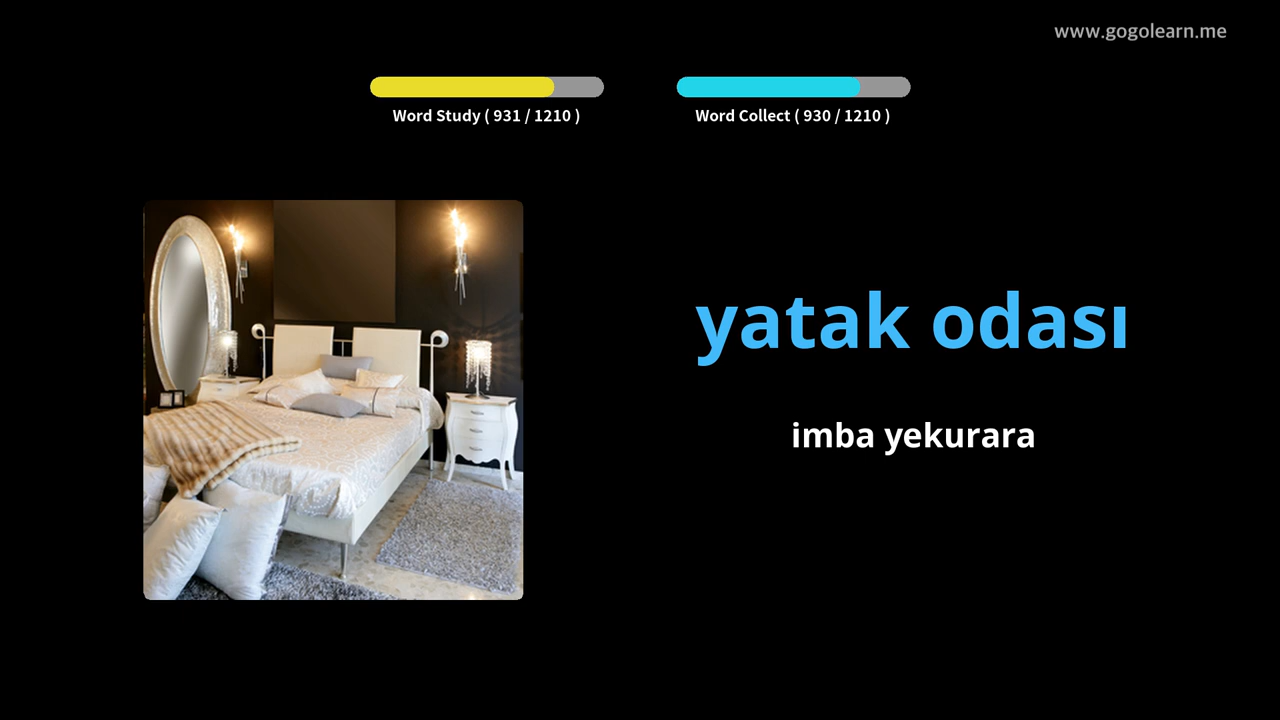 www.gogolearn.me
Word Study ( 931 / 1210 )
Word Collect ( 930 / 1210 )
yatak odası
imba yekurara